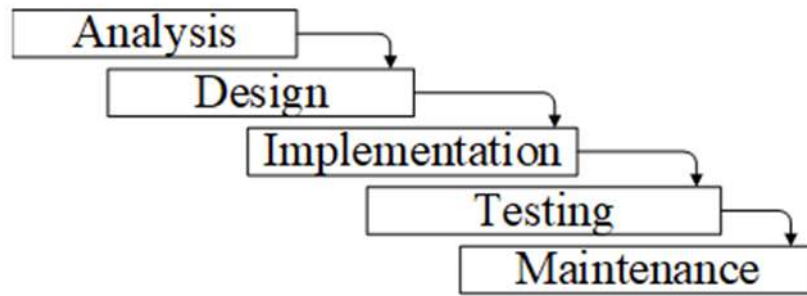 Analysis
Design
Implementation
Testing
Maintenance